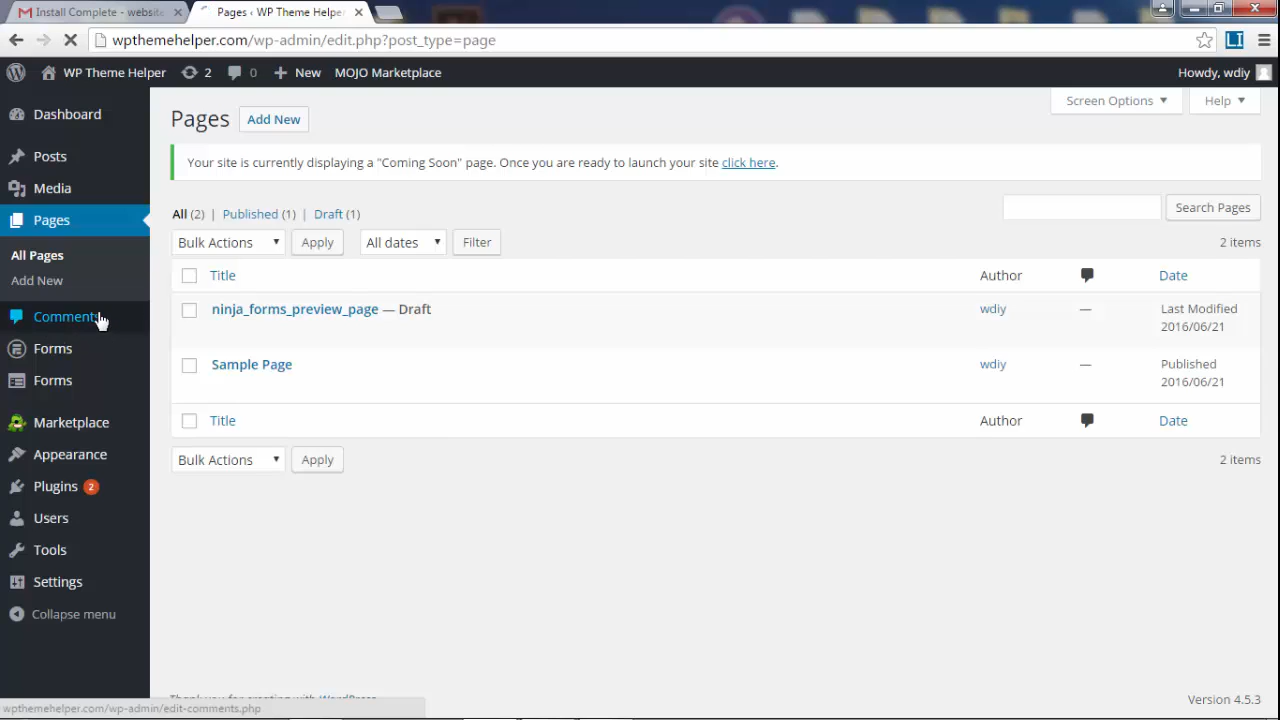 Install Complete - website
Pages ‹ WP Theme Helper
wpthemehelper.com/wp-admin/edit.php?post_type=page
WP Theme Helper 2 0 New MOJO Marketplace Howdy, wdiy
Dashboard
Posts
Media
Pages
All Pages
Add New
Comments
Forms
Forms
Marketplace
Appearance
Plugins 2
Users
Tools
Settings
Collapse menu
Screen Options Help
Pages Add New
Your site is currently displaying a "Coming Soon" page. Once you are ready to launch your site click here.
All (2) | Published (1) | Draft (1)
Search Pages
Bulk Actions Apply All dates Filter 2 items
Title Author Date
ninja_forms_preview_page — Draft wdiy — Last Modified
2016/06/21
Sample Page wdiy — Published
2016/06/21
Title Author Date
Bulk Actions Apply 2 items
Thank you for creating with WordPress Version 4.5.3
wpthemehelper.com/wp-admin/edit-comments.php